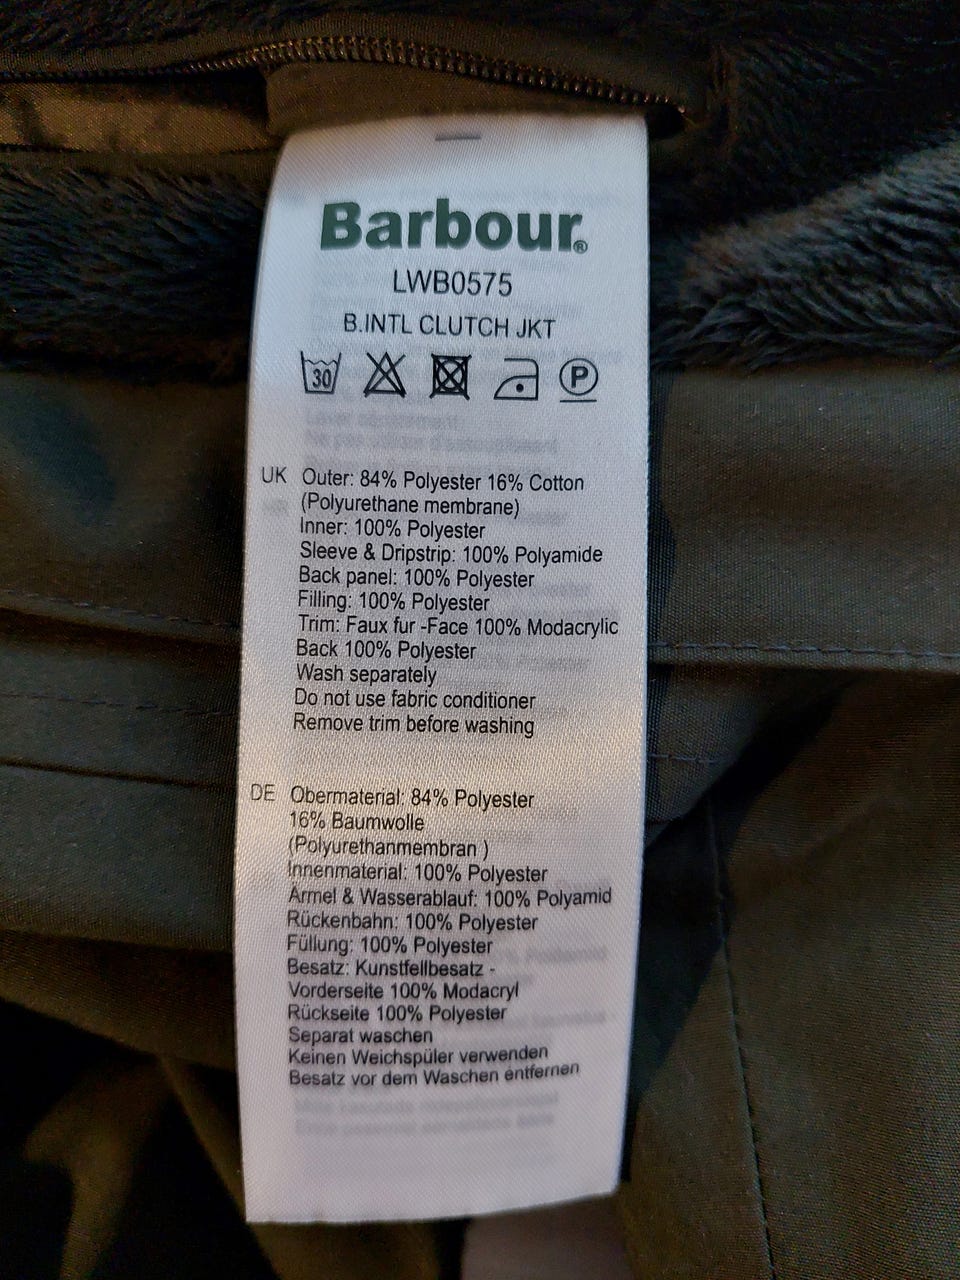 Barbour®
LWB0575
B.INTL CLUTCH JKT
30 P
UK Outer: 84% Polyester 16% Cotton
(Polyurethane membrane)
Inner: 100% Polyester
Sleeve & Dripstrip: 100% Polyamide
Back panel: 100% Polyester
Filling: 100% Polyester
Trim: Faux fur -Face 100% Modacrylic
Back 100% Polyester
Wash separately
Do not use fabric conditioner
Remove trim before washing
DE Obermaterial: 84% Polyester
16% Baumwolle
(Polyurethanmembran )
Innenmaterial: 100% Polyester
Ärmel & Wasserablauf: 100% Polyamid
Rückenbahn: 100% Polyester
Füllung: 100% Polyester
Besatz: Kunstfellbesatz -
Vorderseite 100% Modacryl
Rückseite 100% Polyester
Separat waschen
Keinen Weichspüler verwenden
Besatz vor dem Waschen entfernen